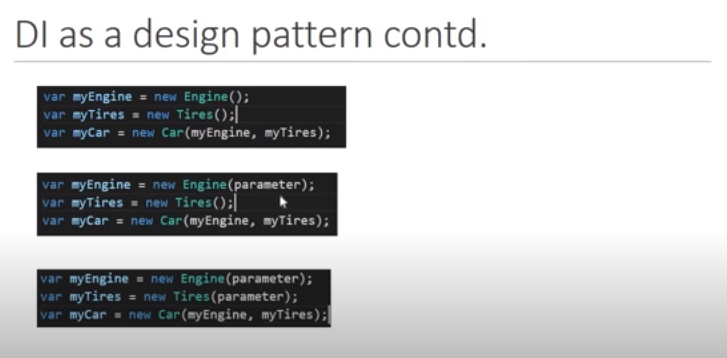 DI as a design pattern contd.
var myEngine = new Engine();
var myTires = new Tires();
var myCar = new Car(myEngine, myTires);
var myEngine = new Engine(parameter);
var myTires = new Tires();
var myCar = new Car(myEngine, myTires);
var myEngine = new Engine(parameter);
var myTires = new Tires(parameter);
var myCar = new Car(myEngine, myTires);